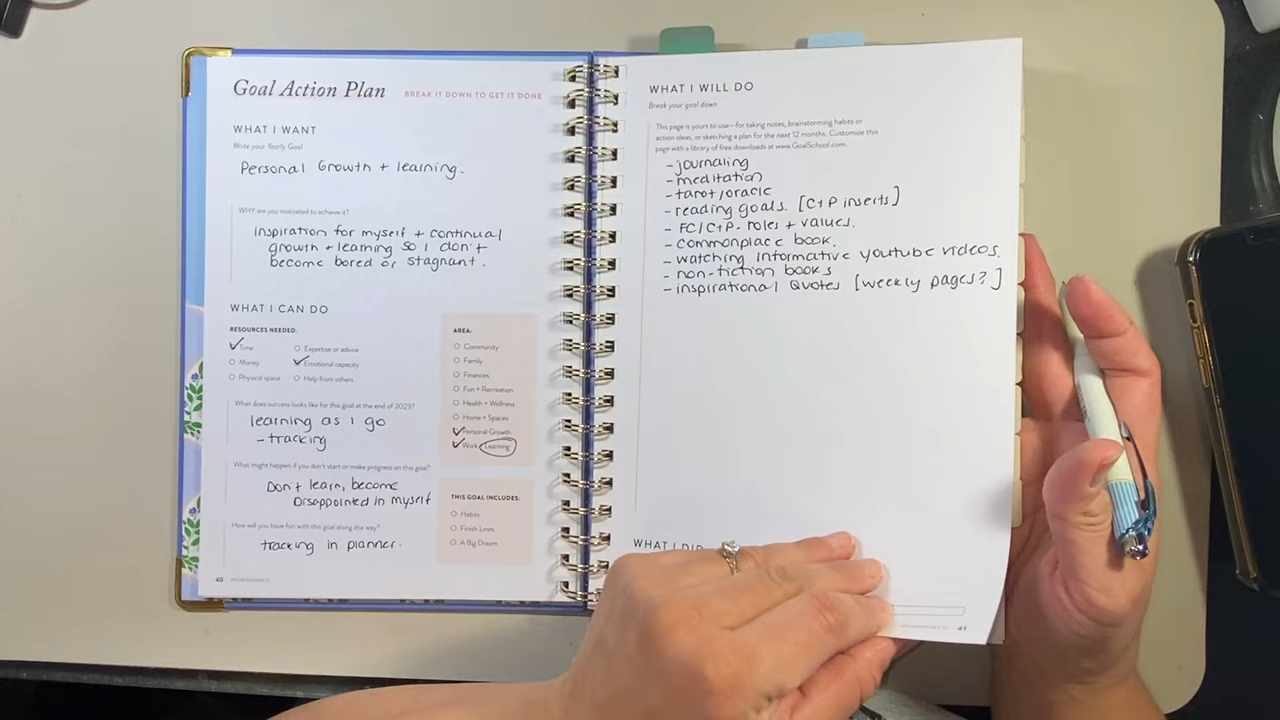 Goal Action Plan
BREAK IT DOWN TO GET IT DONE
WHAT I WANT
Write your Yearly Goal
Personal Growth + learning.
WHY are you motivated to achieve it?
inspiration for myself + continual
growth + learning so I don't
become bored or stagnant.
WHAT I CAN DO
RESOURCES NEEDED:
Time
Expertise or advice
Money
Emotional capacity
Physical space
Help from others
AREA:
Community
Family
Finances
Fun + Recreation
Health + Wellness
Home + Spaces
Personal Growth
Work + Learning
What does success looks like for this goal at the end of 2023?
learning as I go
- tracking
What might happen if you don't start or make progress on this goal?
Don't learn, become
Disappointed in myself
How will you have fun with this goal along the way?
tracking in planner.
THIS GOAL INCLUDES:
Habits
Finish Lines
A Big Dream
40
WHAT I WILL DO
Break your goal down
This page is yours to use—for taking notes, brainstorming habits or
action ideas, or sketching a plan for the next 12 months. Customize this
page with a library of free downloads at www.GoalSchool.com.
- journaling
- meditation
- tarot/oracle
- reading goals. [C+P inserts]
- FC/C+P- roles + values.
- commonplace book.
- watching informative youtube videos.
- non-fiction books
- inspirational Quotes [weekly pages?]
WHAT I DID
41